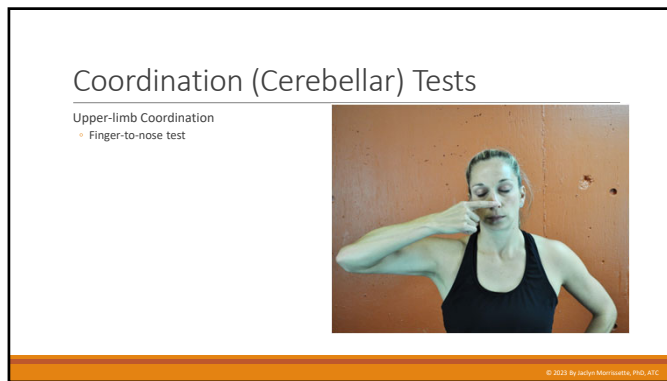 Coordination (Cerebellar) Tests
Upper-limb Coordination
◦ Finger-to-nose test
© 2023 By Jaclyn Morrissette, PhD, ATC